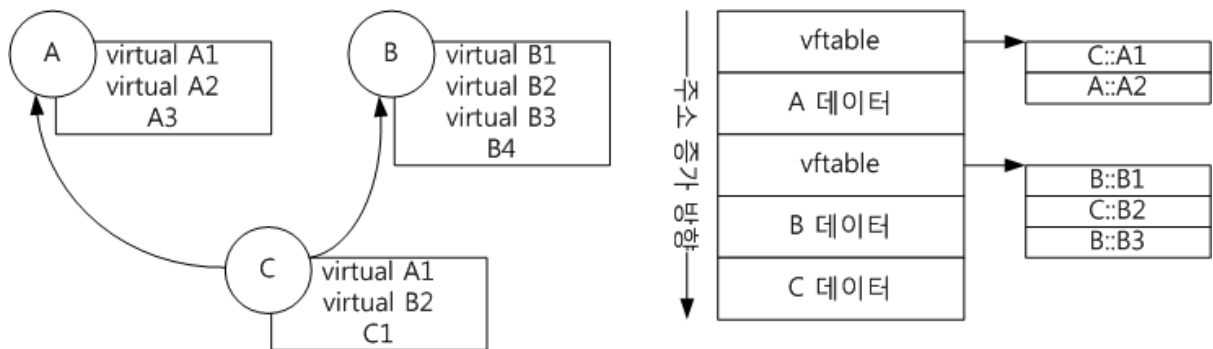 A
virtual A1
virtual A2
A3
B
virtual B1
virtual B2
virtual B3
B4
C
virtual A1
virtual B2
C1
주소 증가 방향
vftable
A 데이터
vftable
B 데이터
C 데이터
C::A1
A::A2
B::B1
C::B2
B::B3